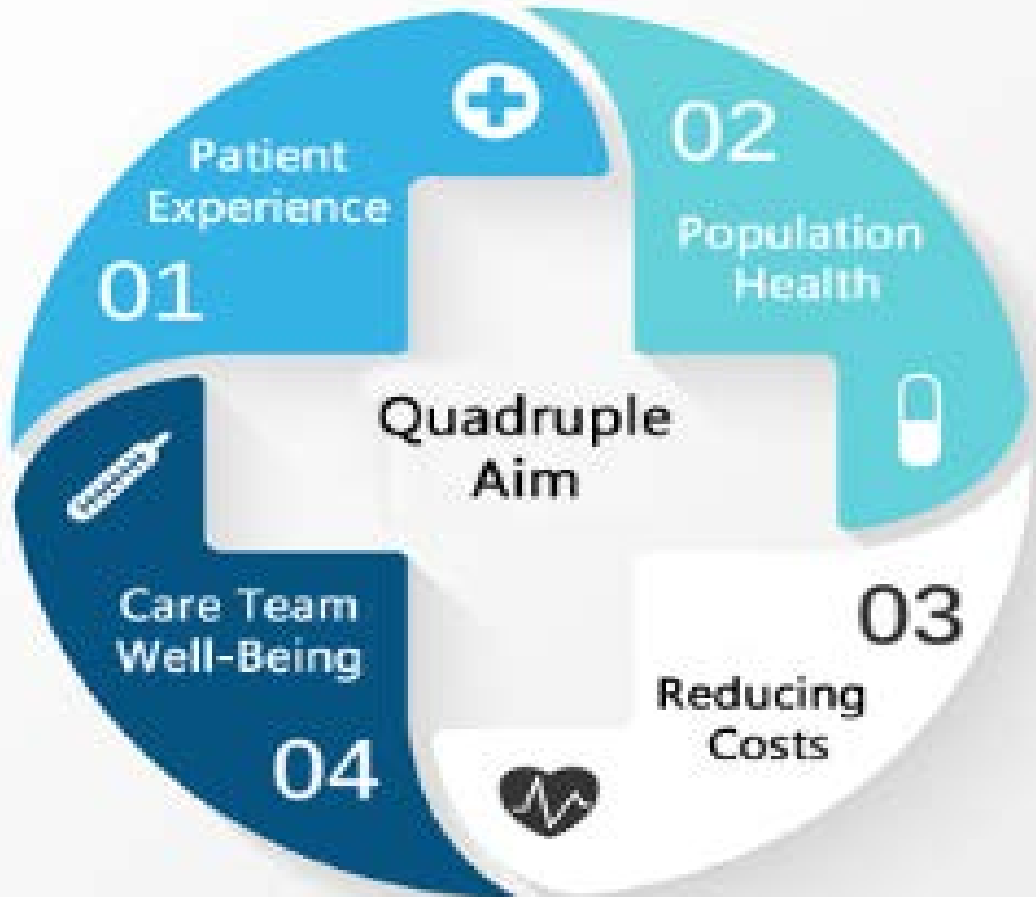 Patient
Experience
01
02
Population
Health
Quadruple
Aim
03
Reducing
Costs
Care Team
Well-Being
04